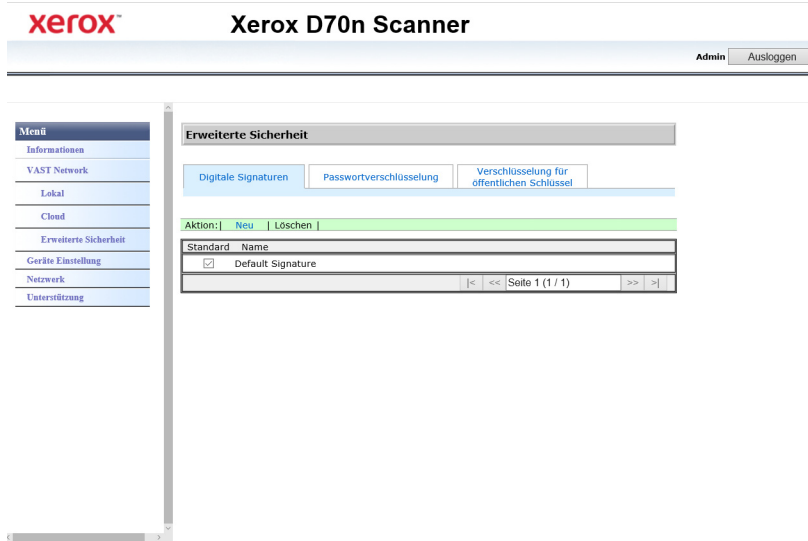 xerox™
Xerox D70n Scanner
Admin Ausloggen
Menü
Informationen
VAST Network
Lokal
Cloud
Erweiterte Sicherheit
Geräte Einstellung
Netzwerk
Unterstützung
Erweiterte Sicherheit
Digitale Signaturen
Passwortverschlüsselung
Verschlüsselung für
öffentlichen Schlüssel
Aktion:| Neu | Löschen |
Standard Name
Default Signature
|< << Seite 1 (1 / 1) >> >|